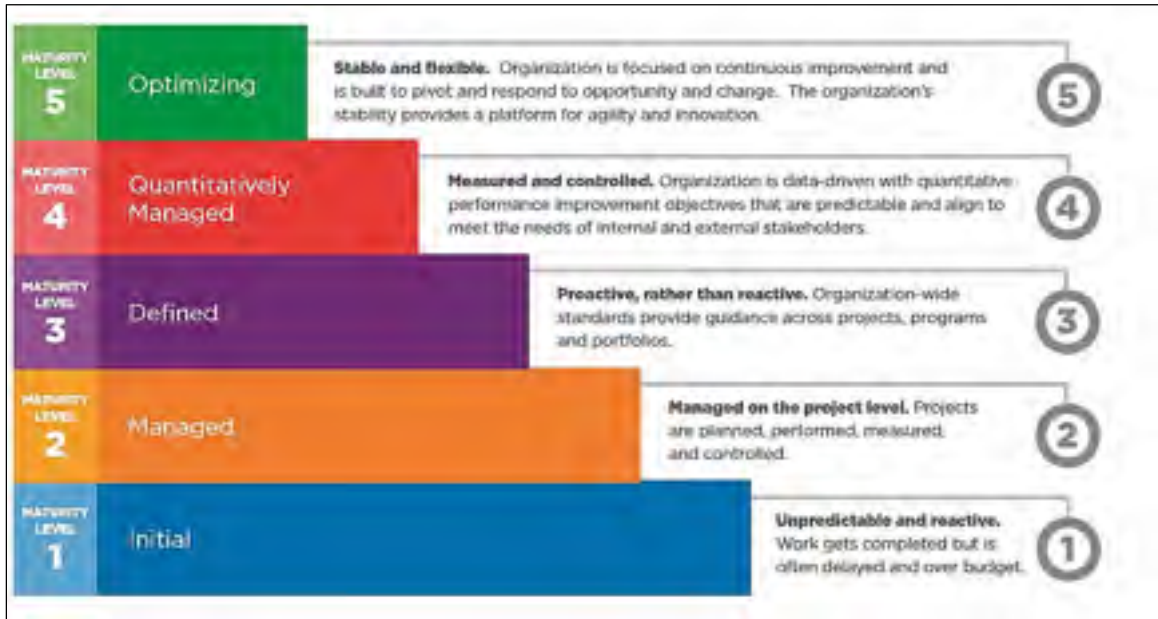 MATURITY
LEVEL
5
Optimizing
Stable and flexible. Organization is focused on continuous improvement and
is built to pivot and respond to opportunity and change. The organization's
stability provides a platform for agility and innovation.
5
MATURITY
LEVEL
4
Quantitatively
Managed
Measured and controlled. Organization is data-driven with quantitative
performance improvement objectives that are predictable and align to
meet the needs of internal and external stakeholders.
4
MATURITY
LEVEL
3
Defined
Proactive, rather than reactive. Organization-wide
standards provide guidance across projects, programs
and portfolios.
3
MATURITY
LEVEL
2
Managed
Managed on the project level. Projects
are planned, performed, measured,
and controlled.
2
MATURITY
LEVEL
1
Initial
Unpredictable and reactive.
Work gets completed but is
often delayed and over budget.
1